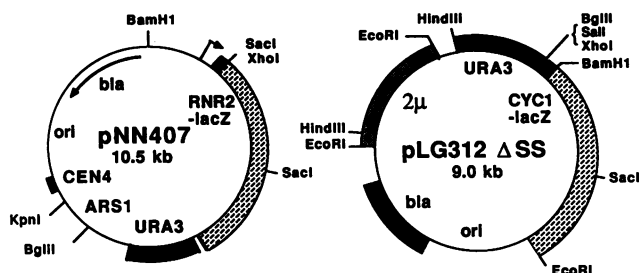 BamH1
SacI
XhoI
bla
RNR2
-lacZ
ori
pNN407
10.5 kb
CEN4
SacI
KpnI
ARS1
URA3
BglII
HindIII
EcoRI
BglII
SalI
XhoI
BamH1
URA3
2μ
CYC1
-lacZ
HindIII
EcoRI
pLG312 ΔSS
9.0 kb
SacI
bla
ori
EcoRI